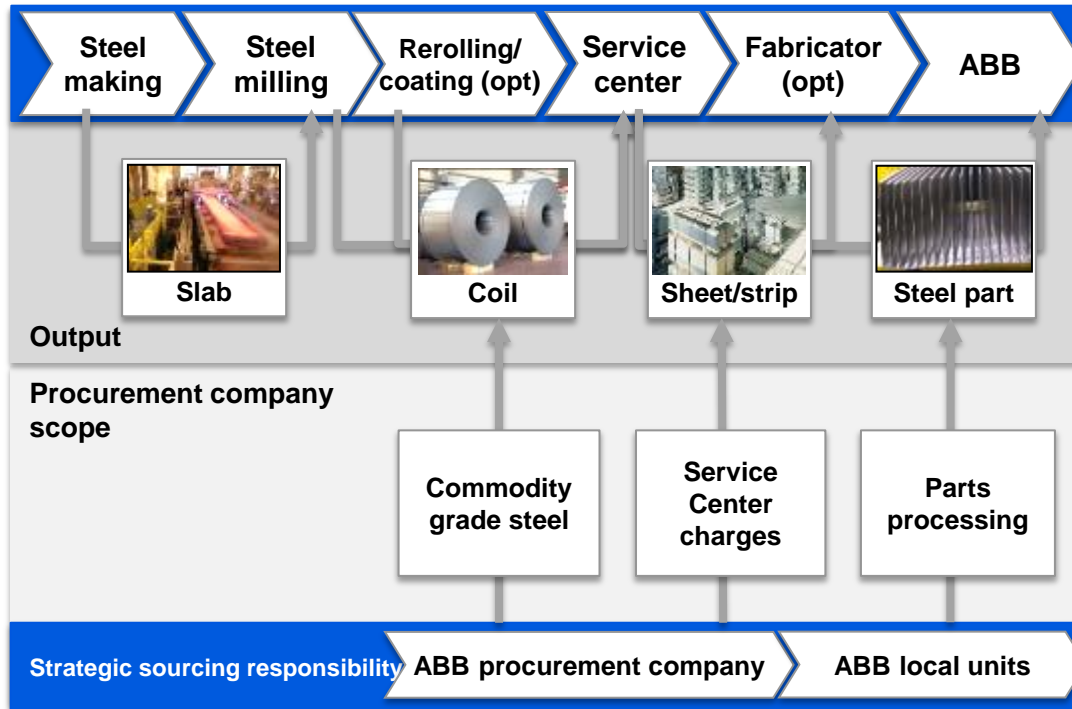 Steel
making
Steel
milling
Rerolling/
coating (opt)
Service
center
Fabricator
(opt)
ABB
Slab
Coil
Sheet/strip
Steel part
Output
Procurement company
scope
Commodity
grade steel
Service
Center
charges
Parts
processing
Strategic sourcing responsibility
ABB procurement company
ABB local units